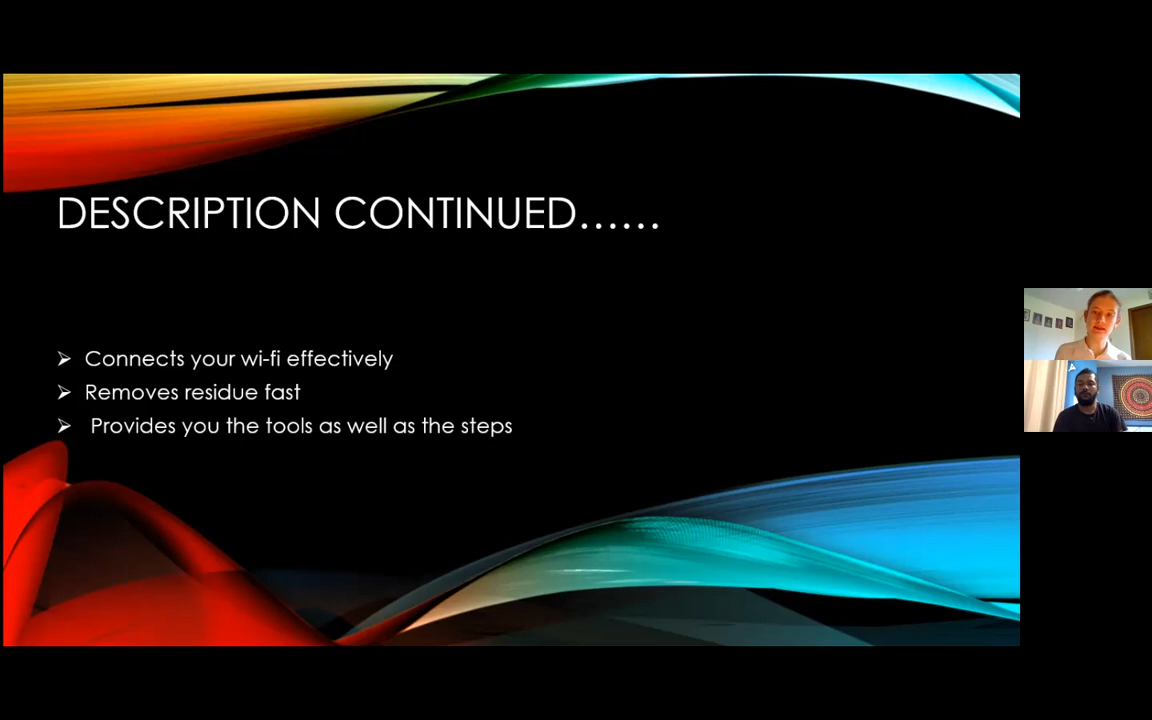 DESCRIPTION CONTINUED......
Connects your wi-fi effectively
Removes residue fast
Provides you the tools as well as the steps